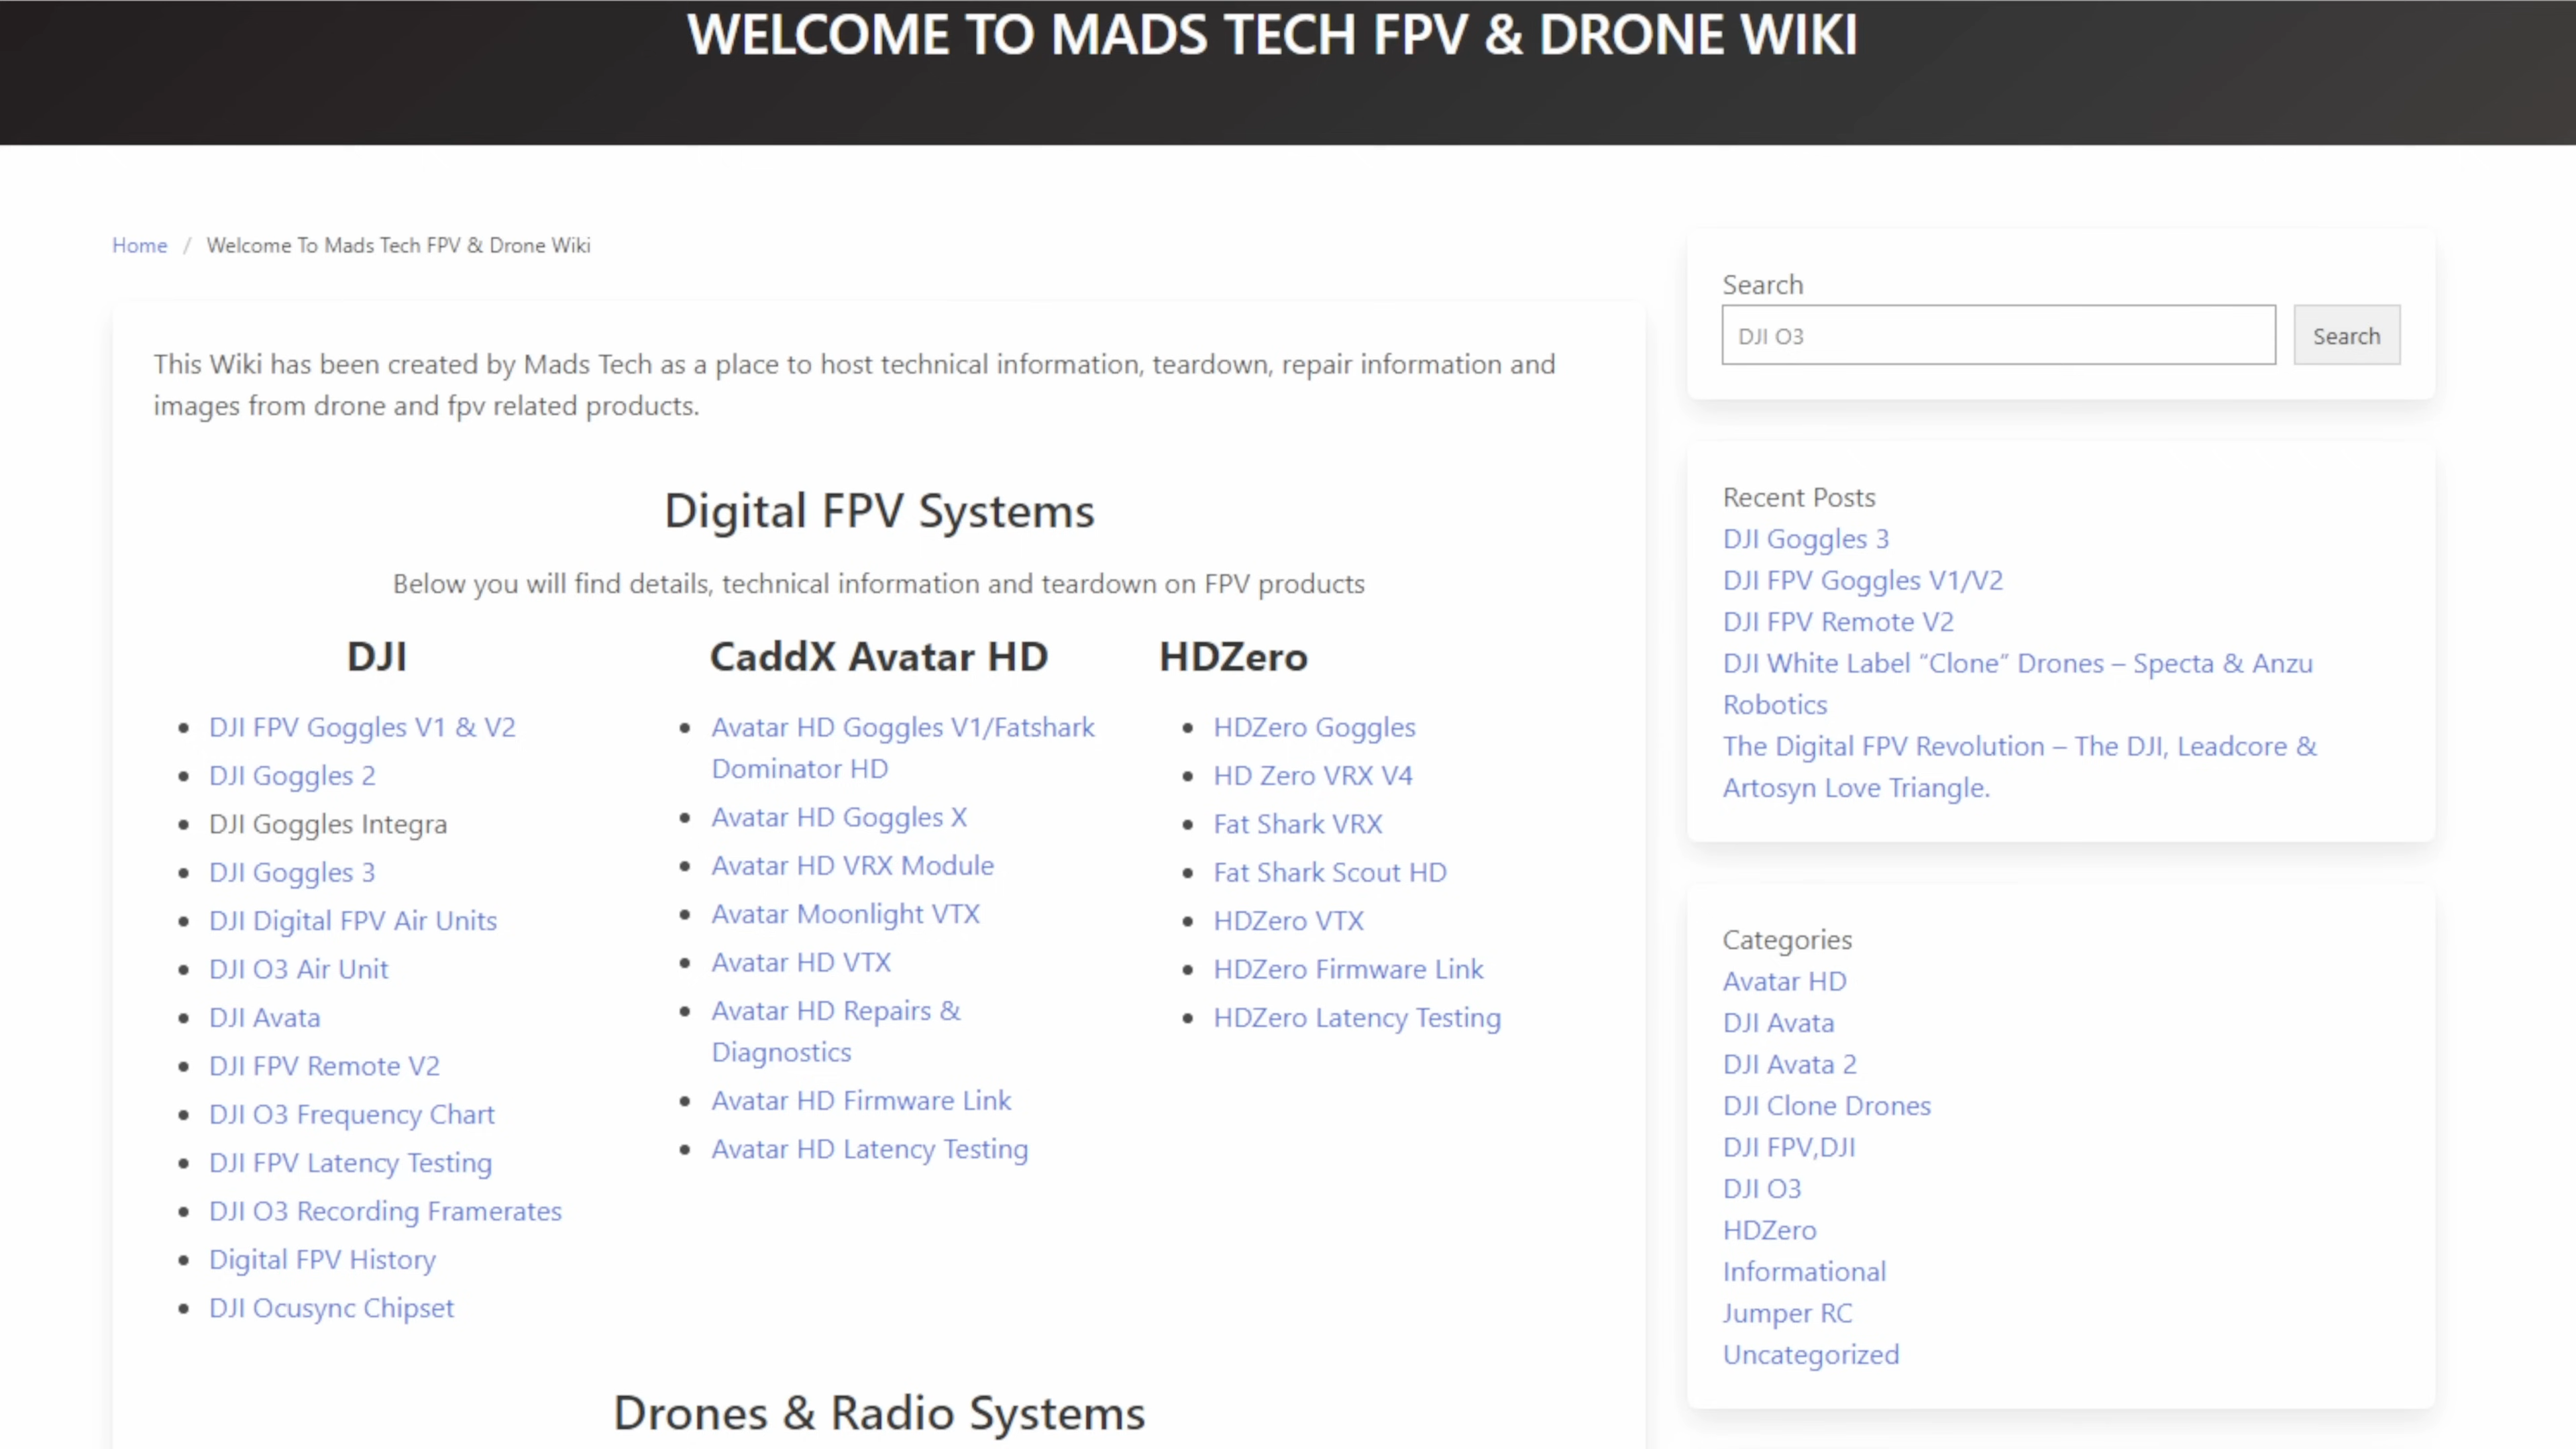 WELCOME TO MADS TECH FPV & DRONE WIKI
Home / Welcome To Mads Tech FPV & Drone Wiki
This Wiki has been created by Mads Tech as a place to host technical information, teardown, repair information and
images from drone and fpv related products.
Digital FPV Systems
Below you will find details, technical information and teardown on FPV products
DJI
DJI FPV Goggles V1 & V2
DJI Goggles 2
DJI Goggles Integra
DJI Goggles 3
DJI Digital FPV Air Units
DJI O3 Air Unit
DJI Avata
DJI FPV Remote V2
DJI O3 Frequency Chart
DJI FPV Latency Testing
DJI O3 Recording Framerates
Digital FPV History
DJI Ocusync Chipset
CaddX Avatar HD
Avatar HD Goggles V1/Fatshark
Dominator HD
Avatar HD Goggles X
Avatar HD VRX Module
Avatar Moonlight VTX
Avatar HD VTX
Avatar HD Repairs &
Diagnostics
Avatar HD Firmware Link
Avatar HD Latency Testing
HDZero
HDZero Goggles
HD Zero VRX V4
Fat Shark VRX
Fat Shark Scout HD
HDZero VTX
HDZero Firmware Link
HDZero Latency Testing
Drones & Radio Systems
Search
DJI O3
Search
Recent Posts
DJI Goggles 3
DJI FPV Goggles V1/V2
DJI FPV Remote V2
DJI White Label “Clone” Drones – Specta & Anzu
Robotics
The Digital FPV Revolution – The DJI, Leadcore &
Artosyn Love Triangle.
Categories
Avatar HD
DJI Avata
DJI Avata 2
DJI Clone Drones
DJI FPV,DJI
DJI O3
HDZero
Informational
Jumper RC
Uncategorized